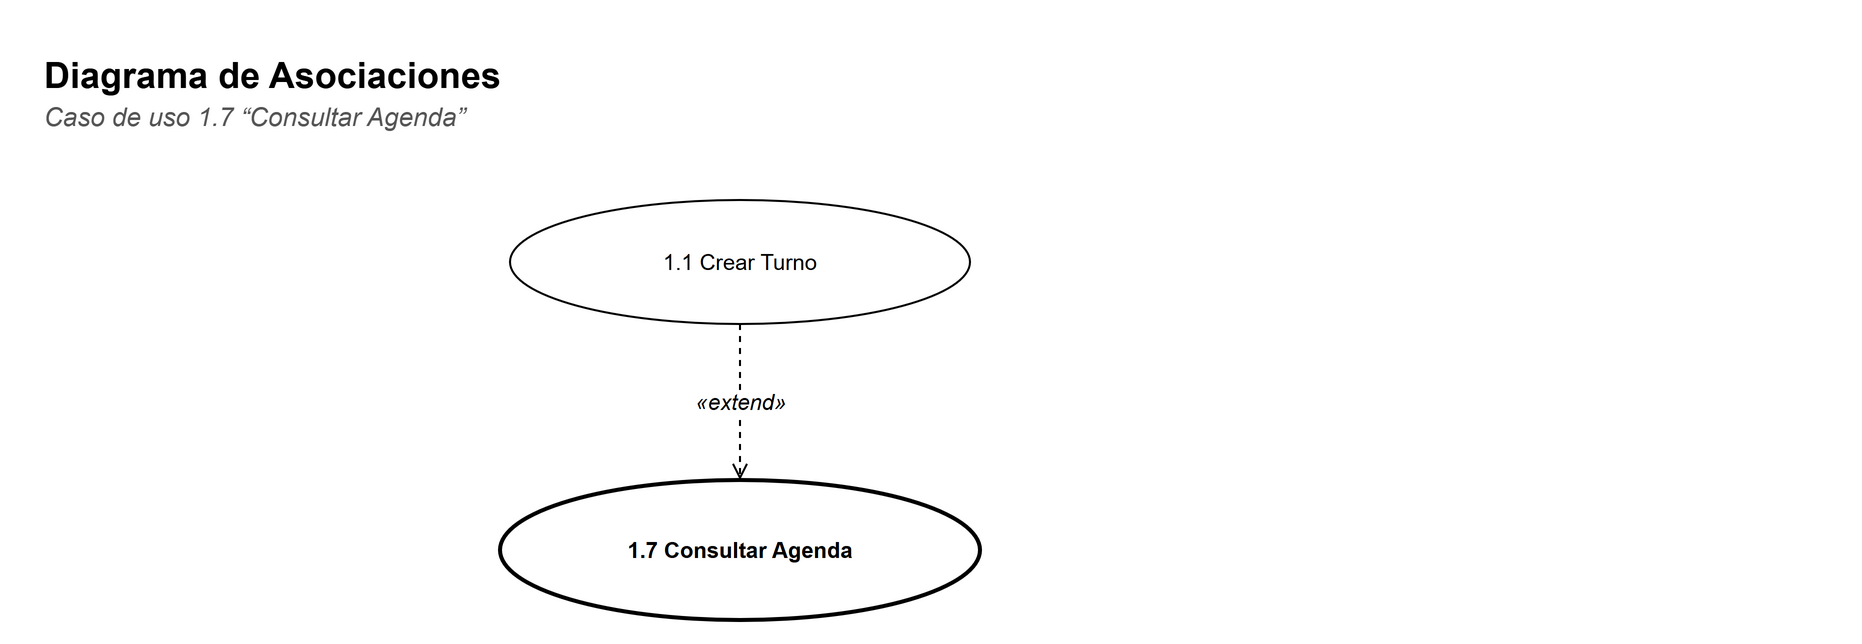 Diagrama de Asociaciones
Caso de uso 1.7 “Consultar Agenda”
1.1 Crear Turno
«extend»
1.7 Consultar Agenda